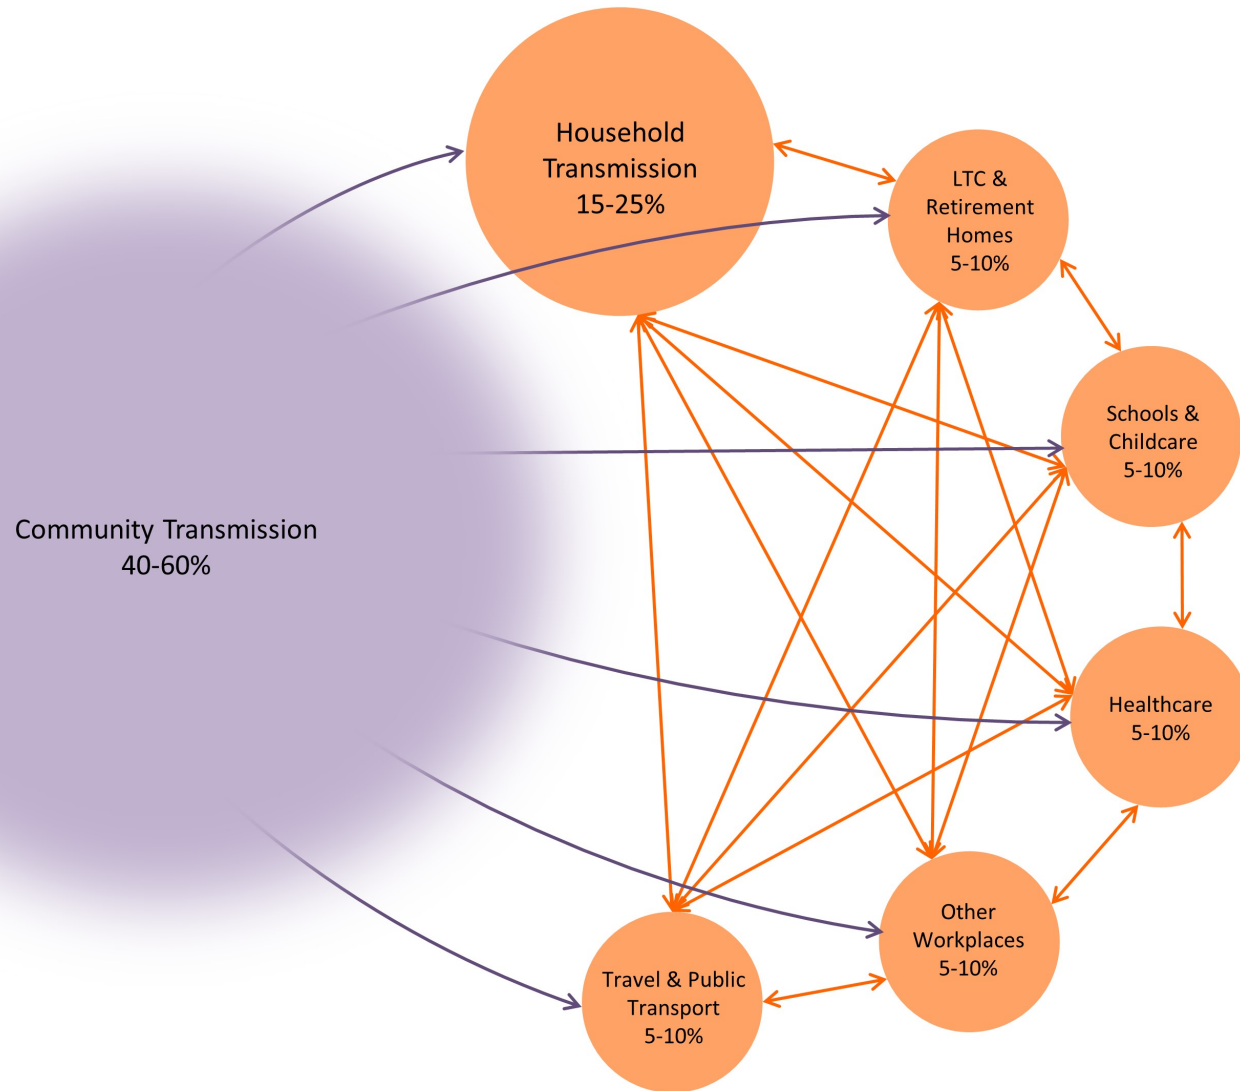 Household
Transmission
15-25%
LTC &
Retirement
Homes
5-10%
Schools &
Childcare
5-10%
Community Transmission
40-60%
Healthcare
5-10%
Other
Workplaces
5-10%
Travel & Public
Transport
5-10%